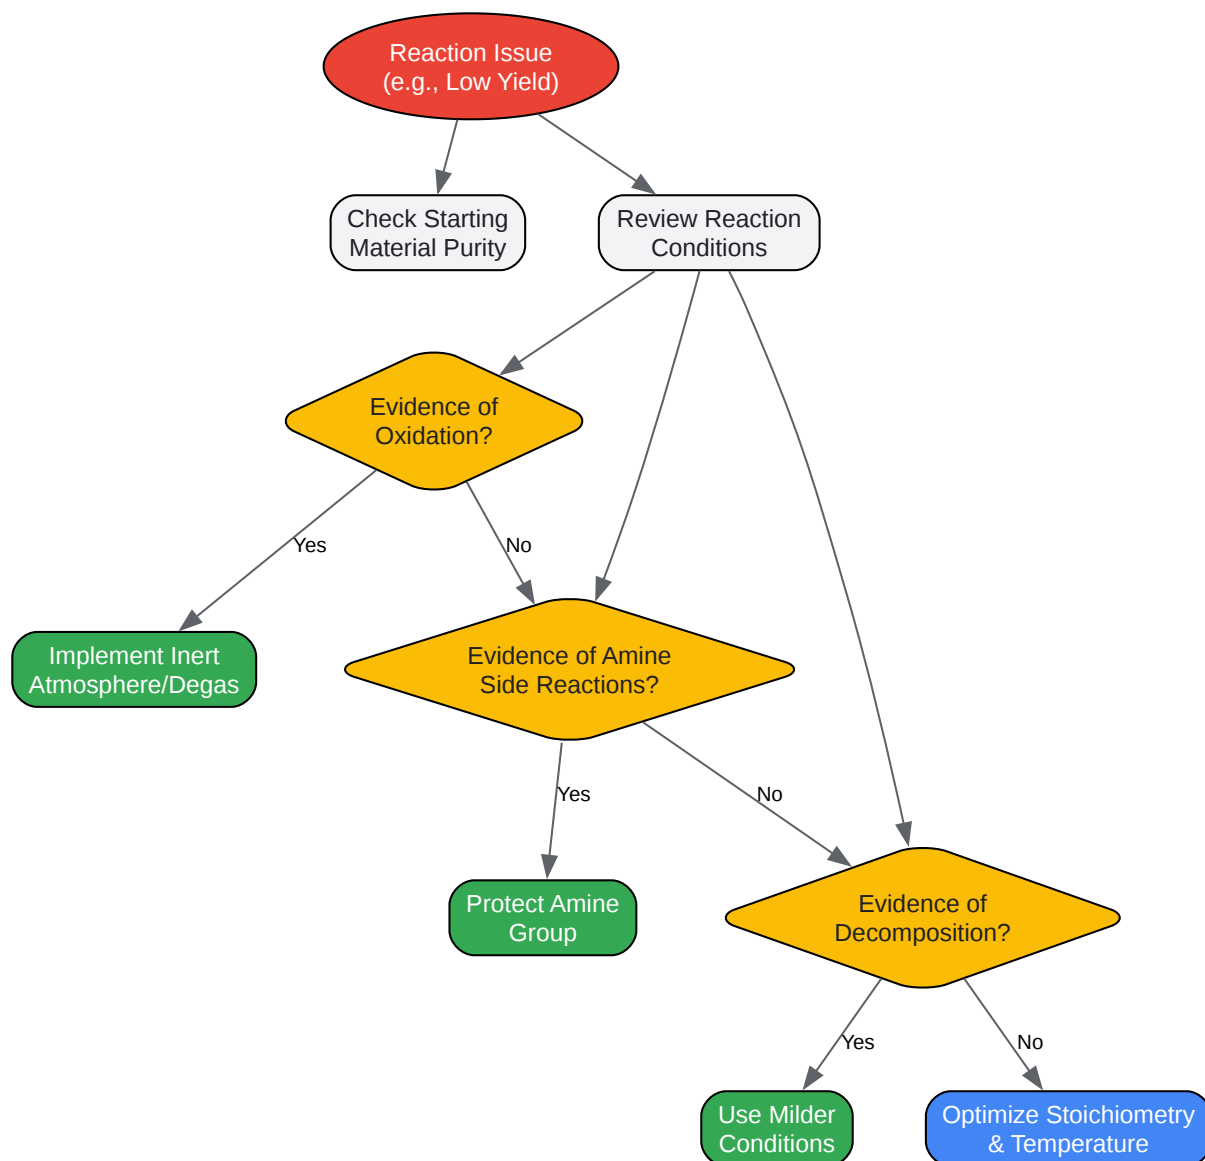 Reaction Issue
(e.g., Low Yield)
Check Starting
Material Purity
Review Reaction
Conditions
Evidence of
Oxidation?
Yes
No
Implement Inert
Atmosphere/Degas
Evidence of Amine
Side Reactions?
Yes
No
Protect Amine
Group
Evidence of
Decomposition?
Yes
No
Use Milder
Conditions
Optimize Stoichiometry
& Temperature